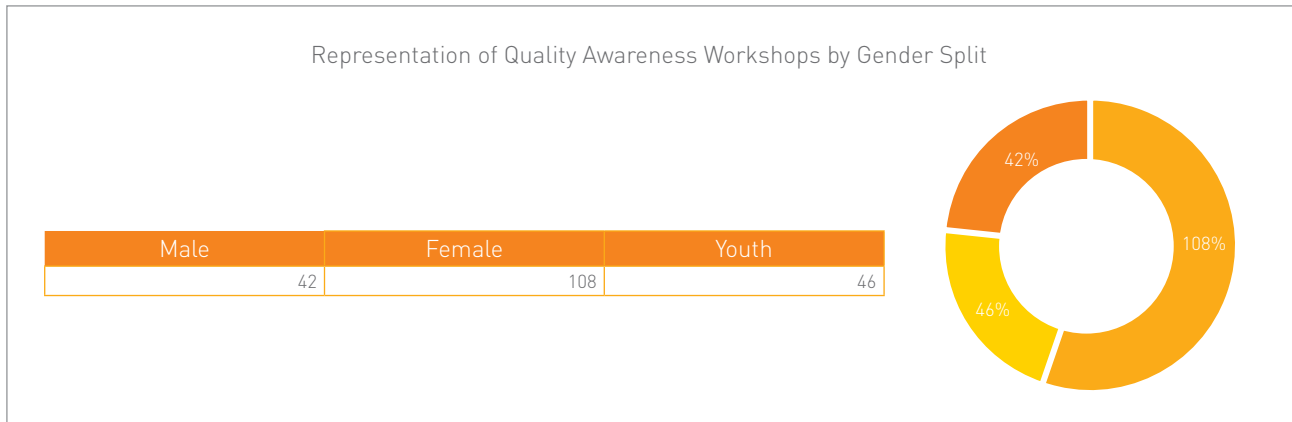 Representation of Quality Awareness Workshops by Gender Split
Male Female Youth
42 108 46
42%
108%
46%